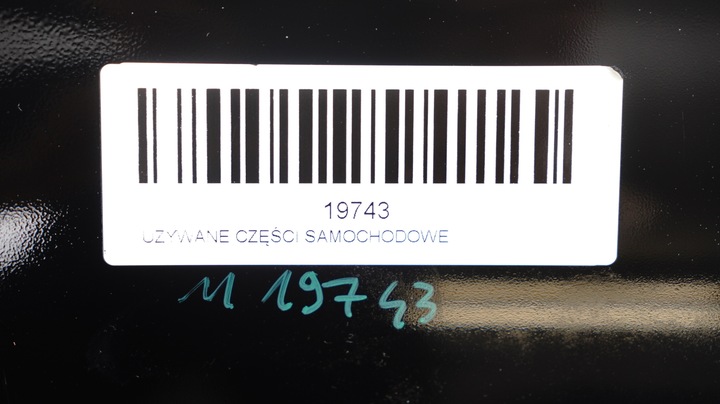 19743
UŻYWANE CZĘŚCI SAMOCHODOWE
M 19743